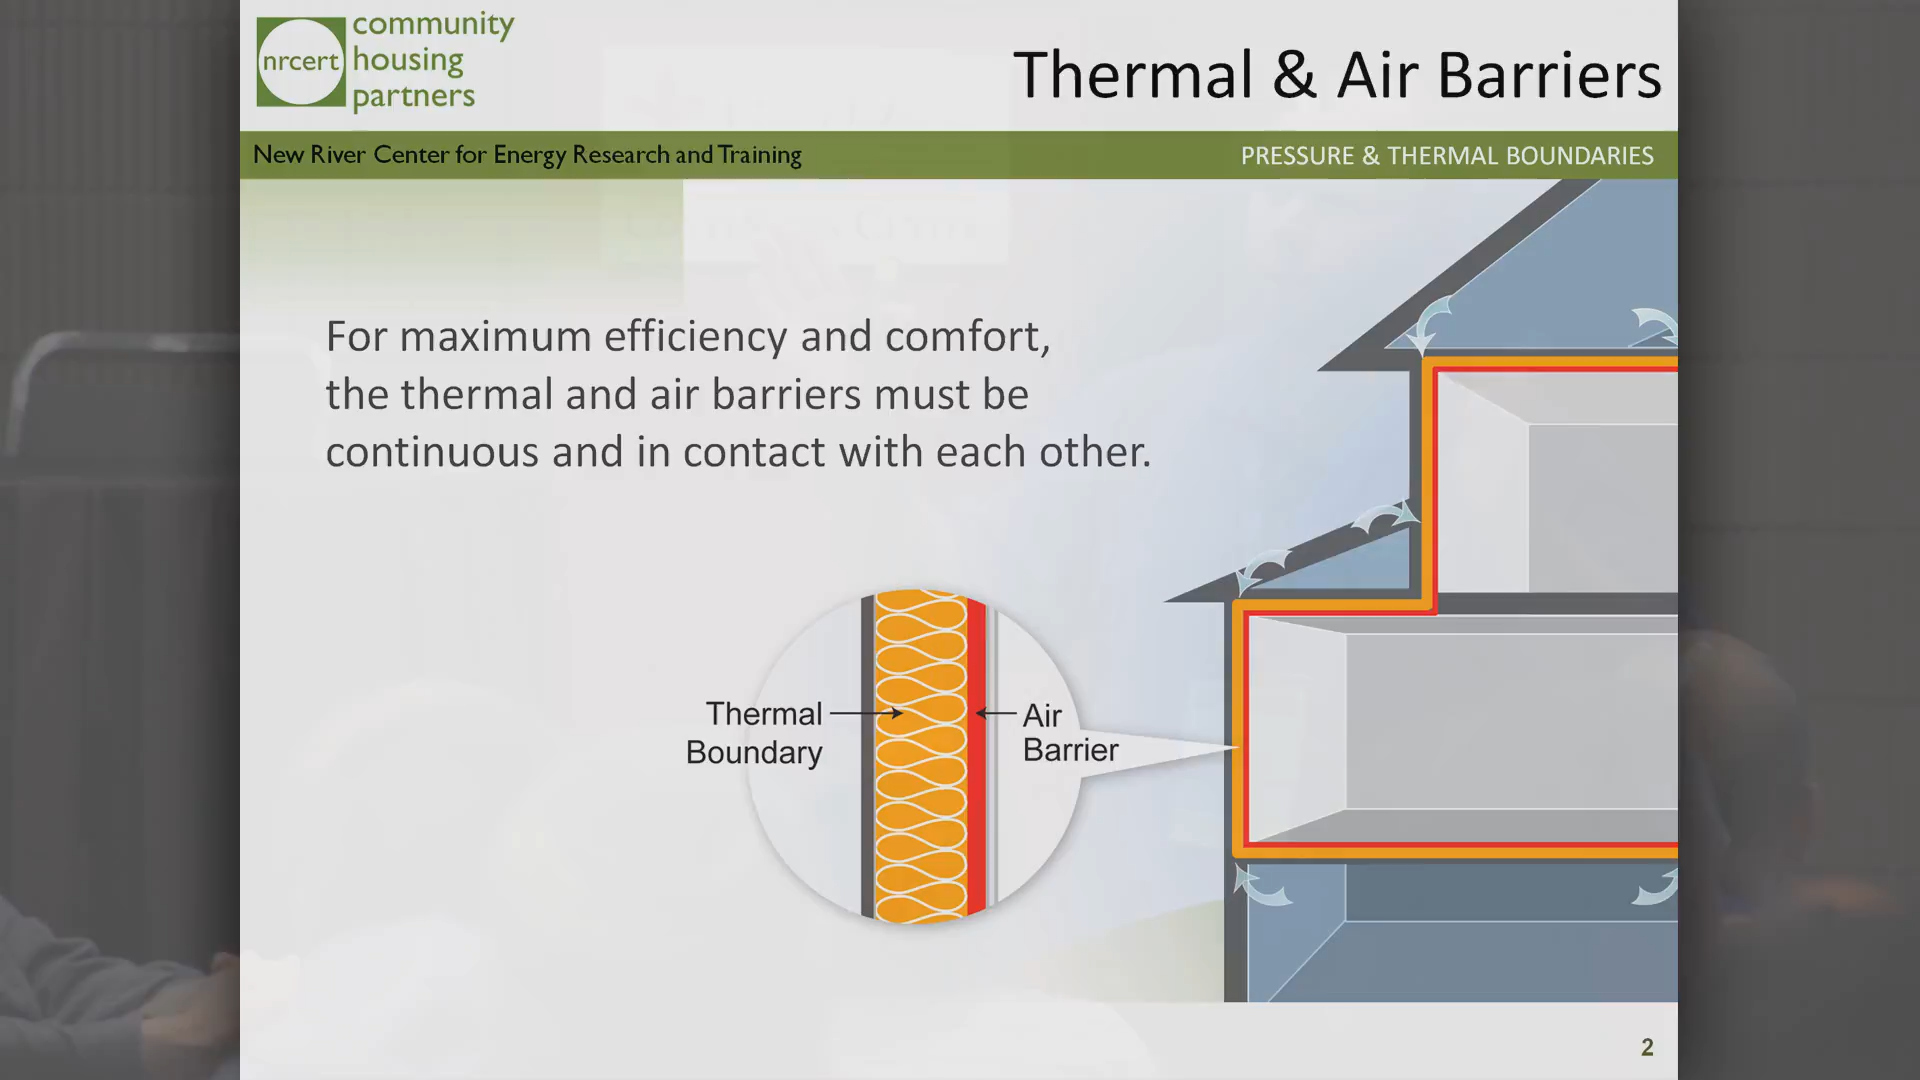 nrcert
community
housing
partners
Thermal & Air Barriers
New River Center for Energy Research and Training
PRESSURE & THERMAL BOUNDARIES
For maximum efficiency and comfort,
the thermal and air barriers must be
continuous and in contact with each other.
Thermal
Boundary
Air
Barrier
2